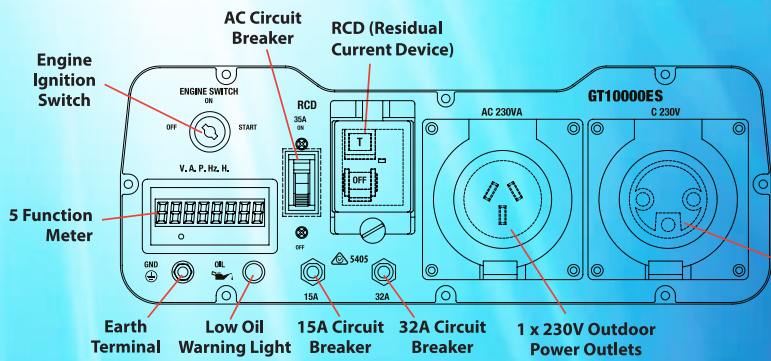 AC Circuit
Breaker
RCD (Residual
Current Device)
Engine
Ignition
Switch
ENGINE SWITCH
ON
OFF
START
RCD
35A
ON
T
OFF
OFF
AC 230VA
GT10000ES
C 230V
V. A. P. Hz. H.
5 Function
Meter
GND
OIL
5405
15A
32A
Earth
Terminal
Low Oil
Warning Light
15A Circuit
Breaker
32A Circuit
Breaker
1 x 230V Outdoor
Power Outlets